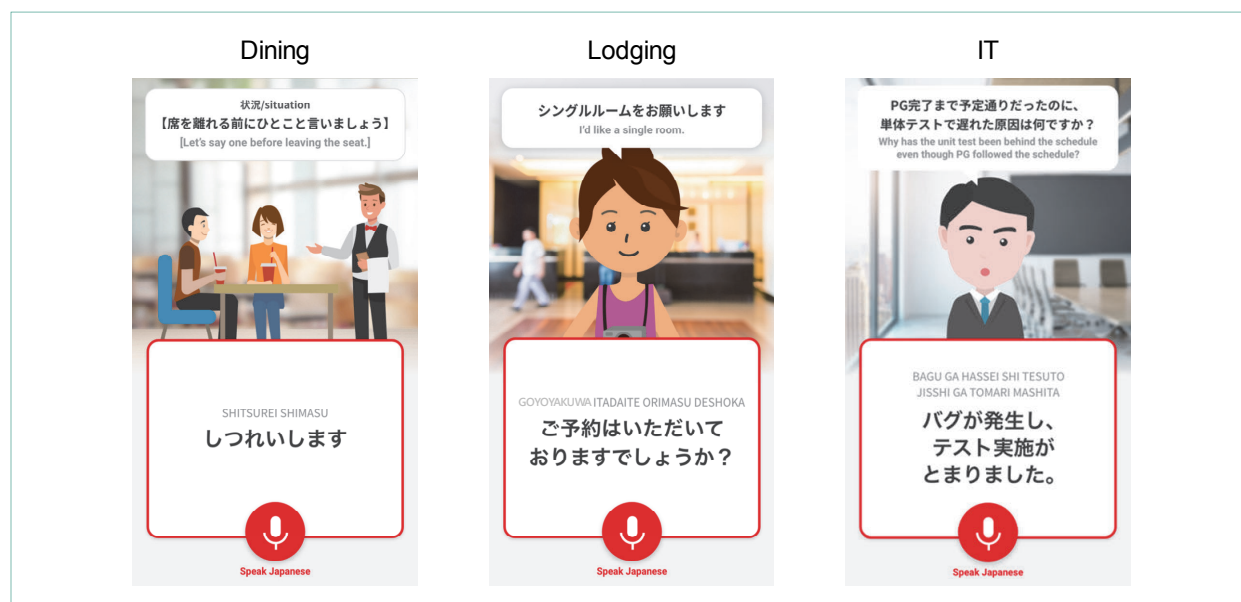 Dining
状況/situation
【席を離れる前にひとこと言いましょう】
[Let's say one before leaving the seat.]
SHITSUREI SHIMASU
しつれいします
Speak Japanese
Lodging
シングルルームをお願いします
I'd like a single room.
GOYOYAKUWA ITADAITE ORIMASU DESHOKA
ご予約はいただいて
おりますでしょうか？
Speak Japanese
IT
PG完了まで予定通りだったのに、
単体テストで遅れた原因は何ですか？
Why has the unit test been behind the schedule
even though PG followed the schedule?
BAGU GA HASSEI SHI TESUTO
JISSHI GA TOMARI MASHITA
バグが発生し、
テスト実施が
とまりました。
Speak Japanese